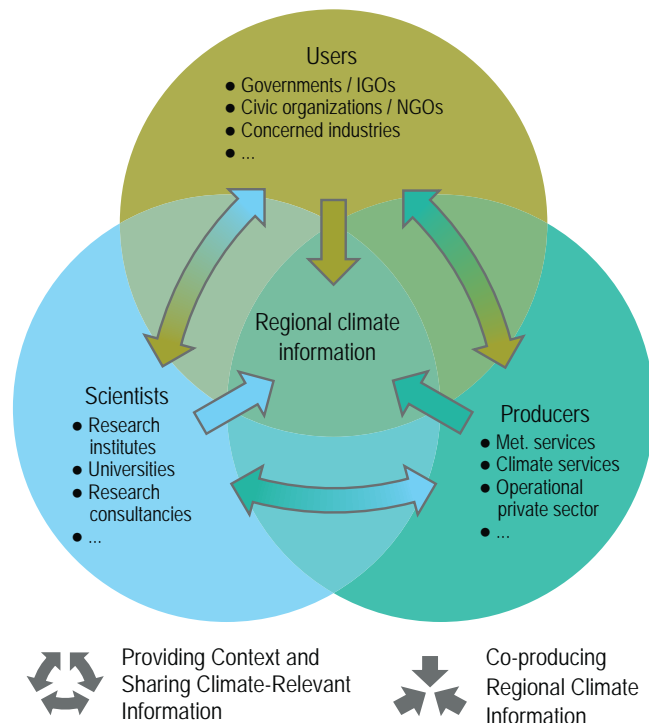 Users
● Governments / IGOs
● Civic organizations / NGOs
● Concerned industries
● ...
Regional climate
information
Scientists
● Research
institutes
● Universities
● Research
consultancies
● ...
Producers
● Met. services
● Climate services
● Operational
private sector
● ...
Providing Context and
Sharing Climate-Relevant
Information
Co-producing
Regional Climate
Information